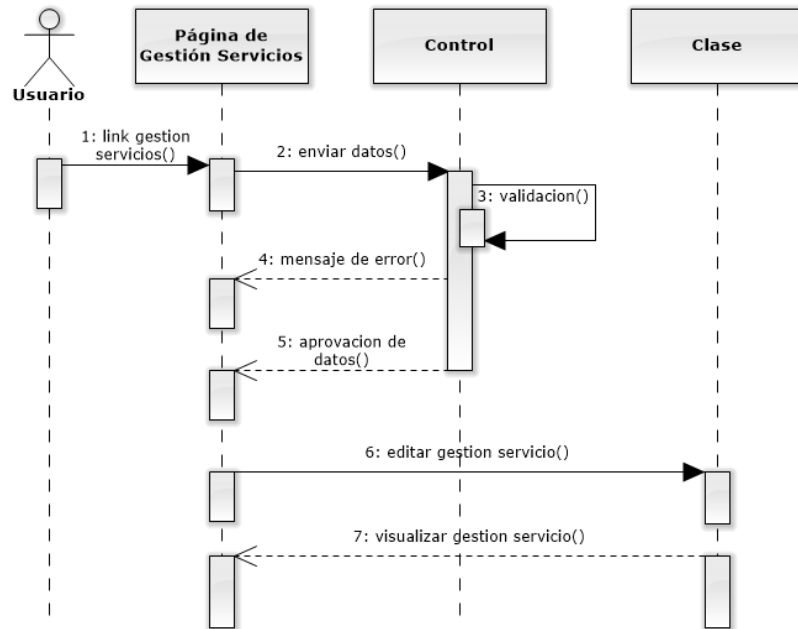 Usuario
Página de
Gestión Servicios
Control
Clase
1: link gestion
servicios()
2: enviar datos()
3: validacion()
4: mensaje de error()
5: aprovacion de
datos()
6: editar gestion servicio()
7: visualizar gestion servicio()